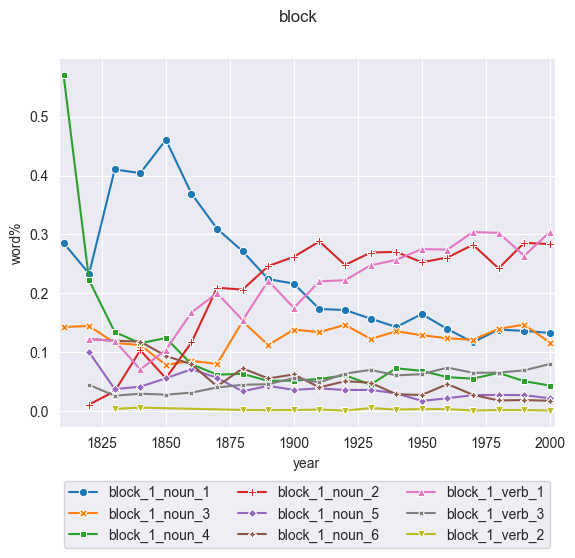 block
0.5
0.4
0.3
0.2
0.1
0.0
word%
1825 1850 1875 1900 1925 1950 1975 2000
year
block_1_noun_1 block_1_noun_2 block_1_verb_1
block_1_noun_3 block_1_noun_5 block_1_verb_3
block_1_noun_4 block_1_noun_6 block_1_verb_2